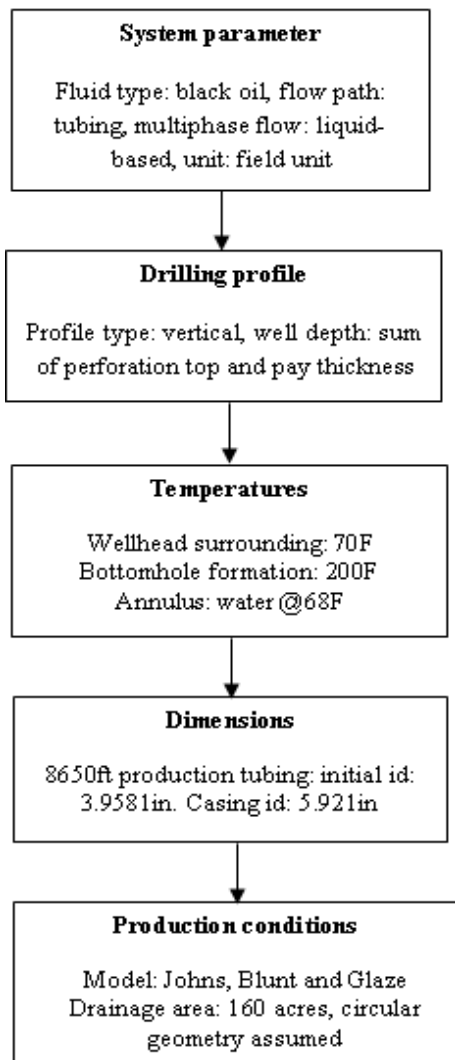 System parameter
Fluid type: black oil, flow path:
tubing, multiphase flow: liquid-
based, unit: field unit
Drilling profile
Profile type: vertical, well depth: sum
of perforation top and pay thickness
Temperatures
Wellhead surrounding: 70F
Bottomhole formation: 200F
Annulus: water @68F
Dimensions
8650ft production tubing: initial id:
3.9581in. Casing id: 5.921in
Production conditions
Model: Johns, Blunt and Glaze
Drainage area: 160 acres, circular
geometry assumed